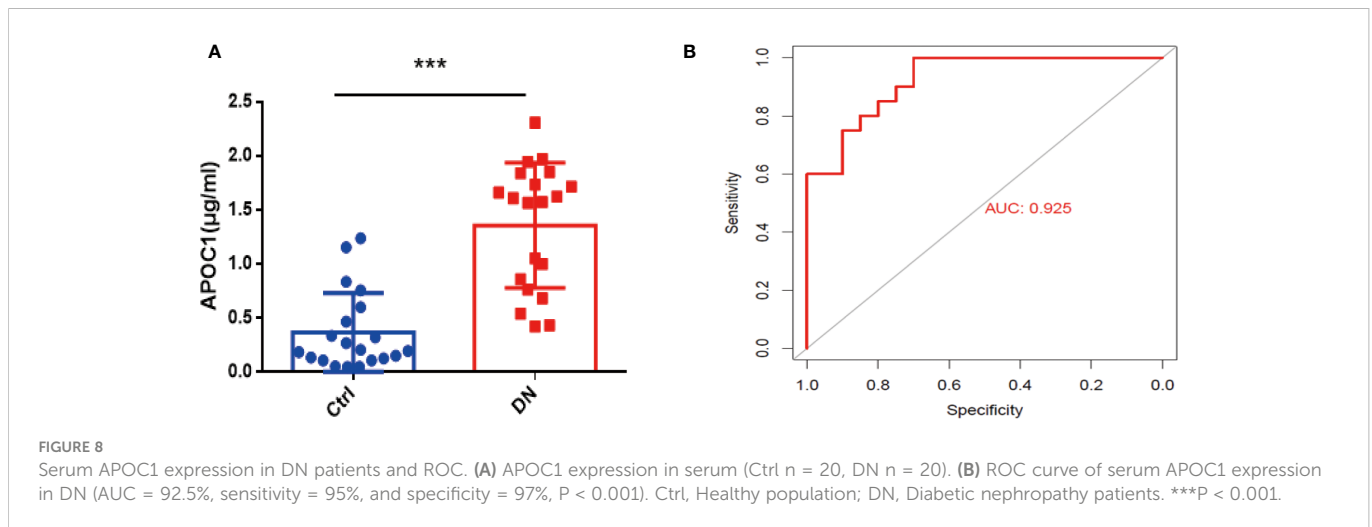 A
***
APOC1(μg/ml)
2.5
2.0
1.5
1.0
0.5
0.0
Ctrl
DN
B
Sensitivity
1.0
0.8
0.6
0.4
0.2
0.0
AUC: 0.925
1.0 0.8 0.6 0.4 0.2 0.0
Specificity
FIGURE 8
Serum APOC1 expression in DN patients and ROC. (A) APOC1 expression in serum (Ctrl n = 20, DN n = 20). (B) ROC curve of serum APOC1 expression
in DN (AUC = 92.5%, sensitivity = 95%, and specificity = 97%, P < 0.001). Ctrl, Healthy population; DN, Diabetic nephropathy patients. ***P < 0.001.